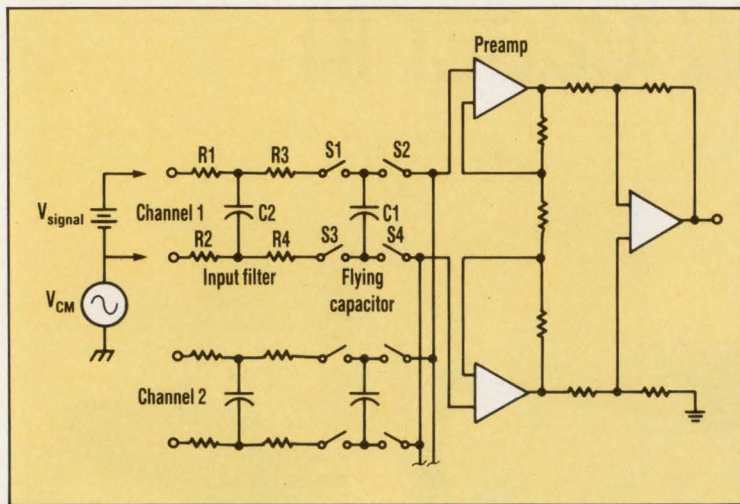 Preamp
S1 S2
R1 R3
V_signal Channel 1 C2 C1
R2 R4 S3 S4
V_CM Input filter Flying
capacitor
Channel 2